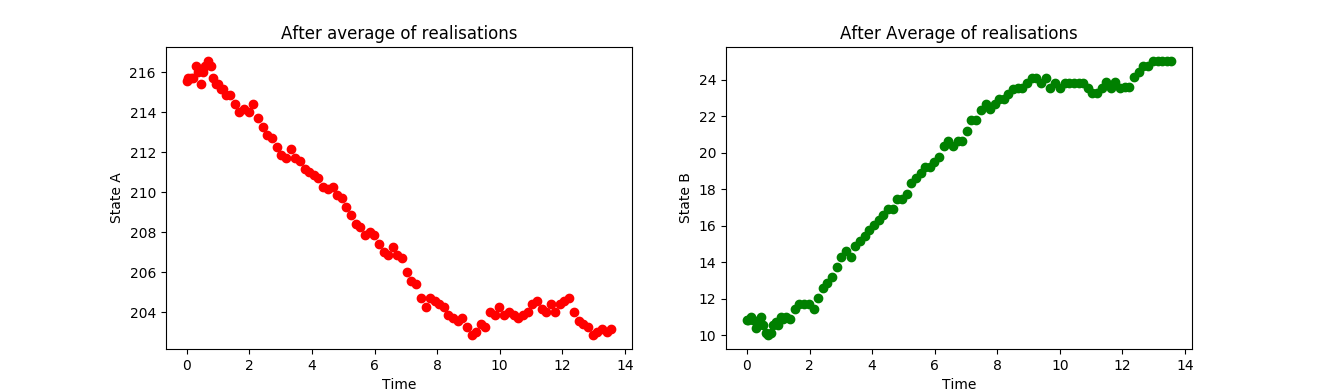 After average of realisations
State A
216
214
212
210
208
206
204
0 2 4 6 8 10 12 14
Time
After Average of realisations
State B
24
22
20
18
16
14
12
10
0 2 4 6 8 10 12 14
Time